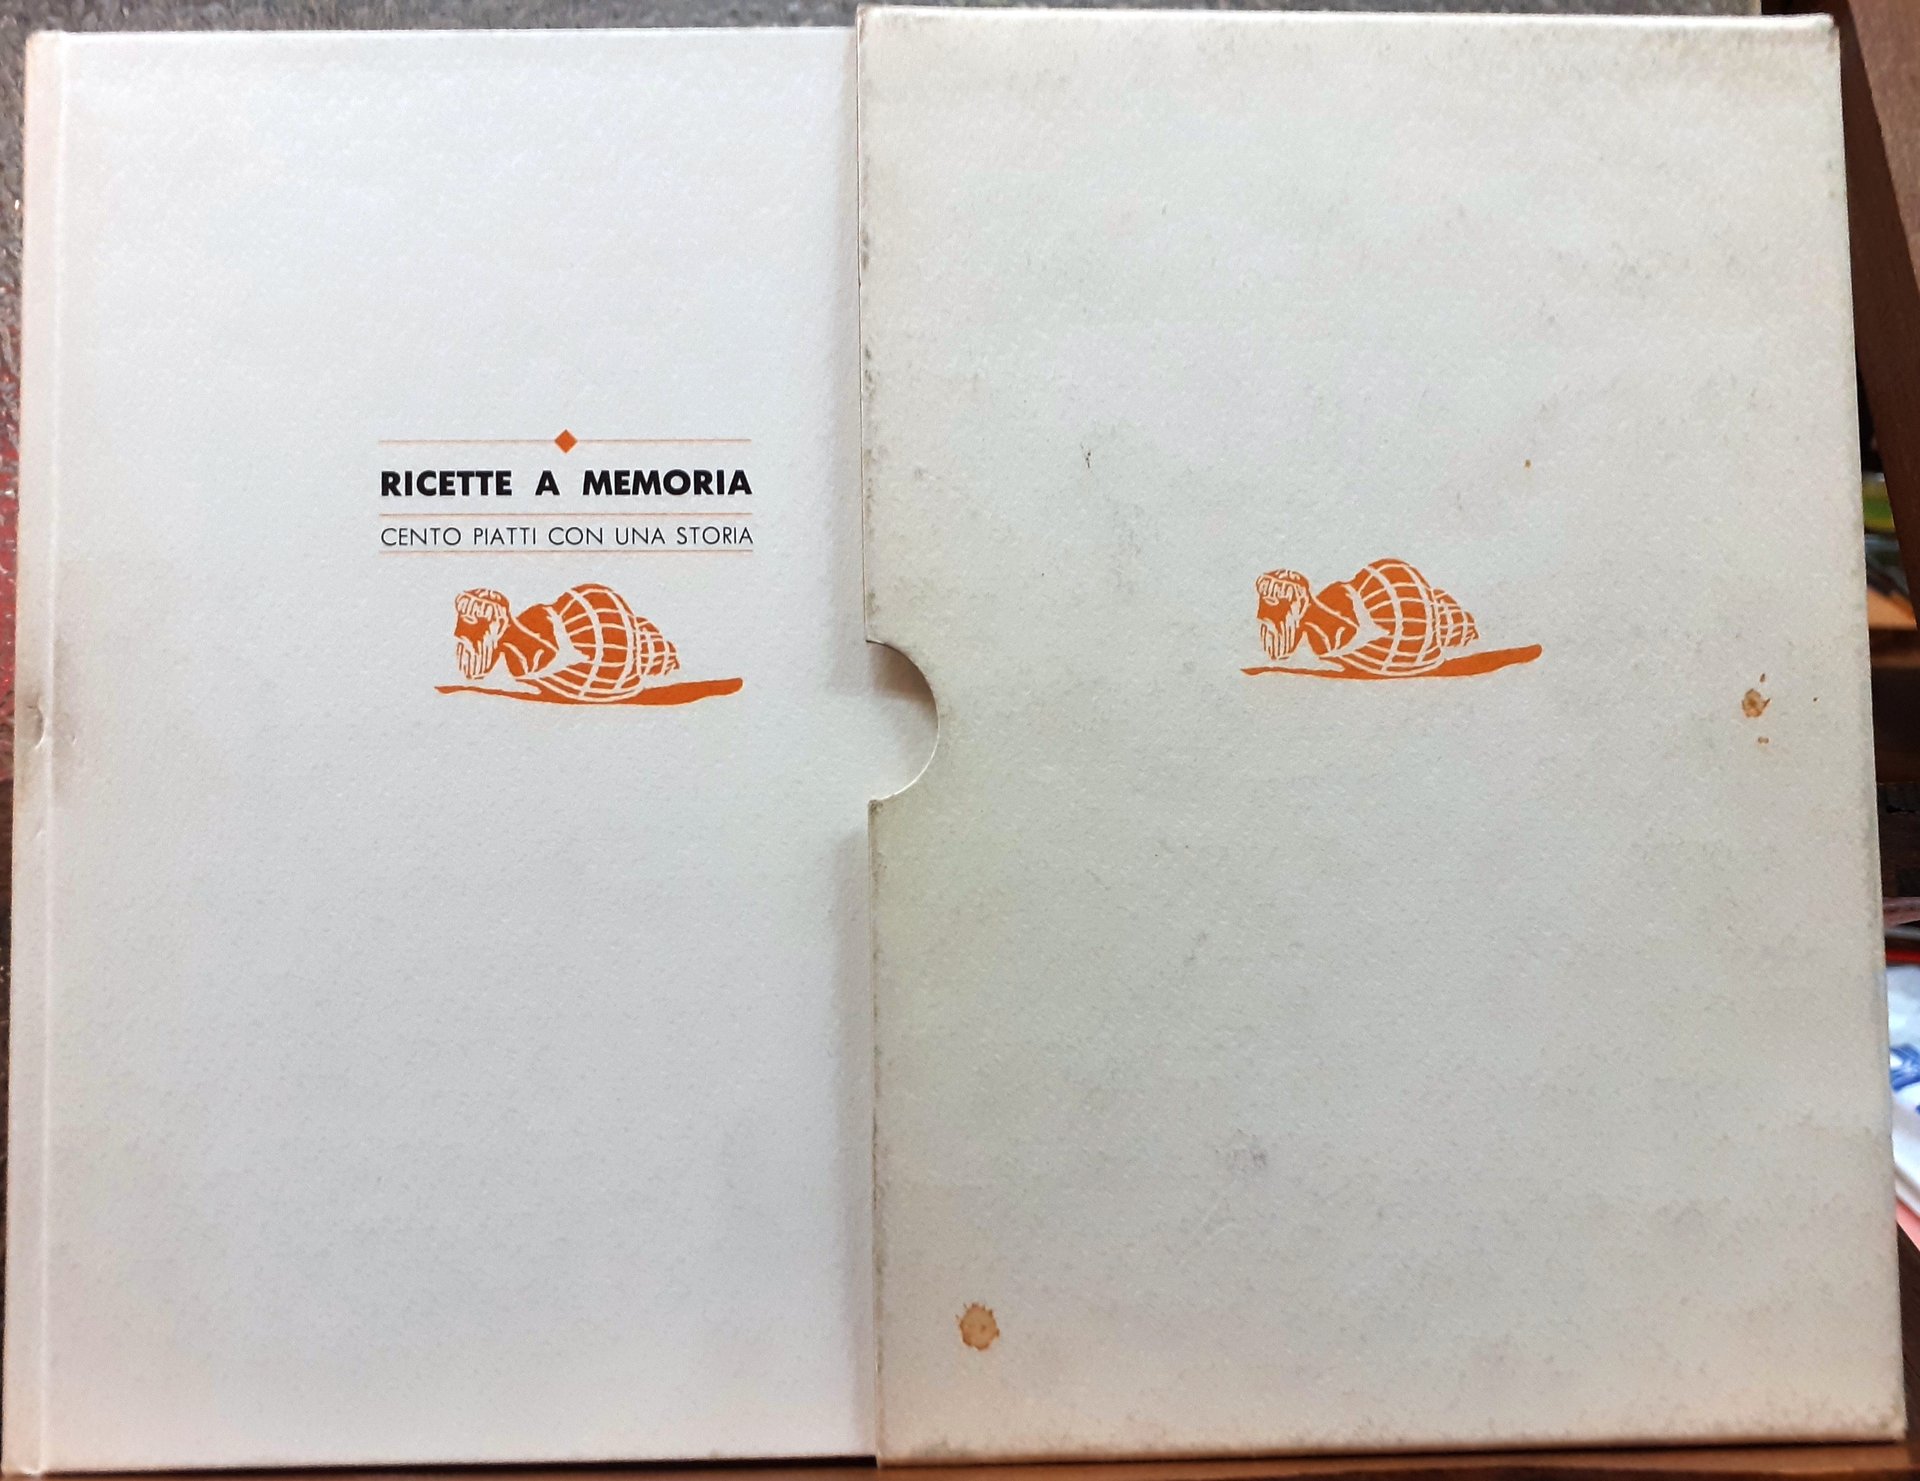 RICETTE A MEMORIA
CENTO PIATTI CON UNA STORIA